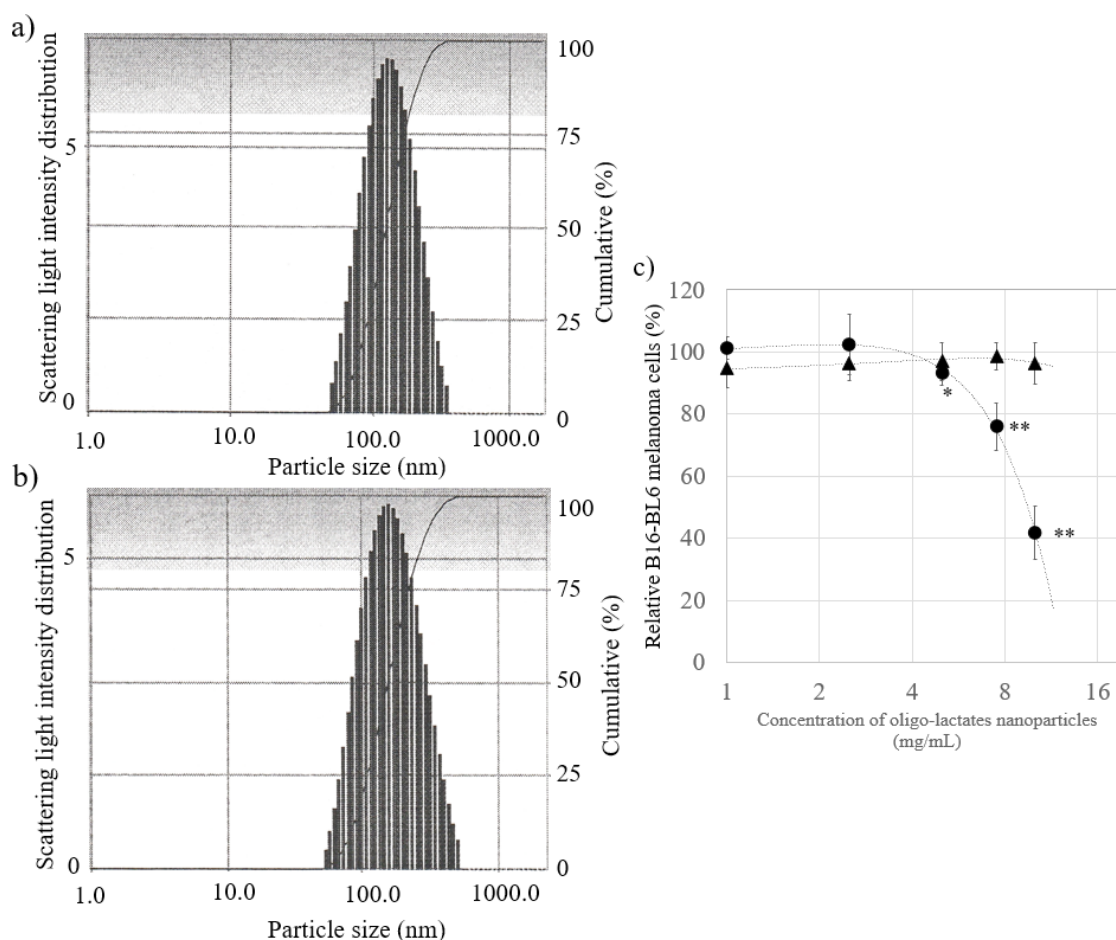 a)
Scattering light intensity distribution
5
0
100
75
50
25
0
Cumulative (%)
1.0 10.0 100.0 1000.0
Particle size (nm)
b)
Scattering light intensity distribution
5
0
100
75
50
25
0
Cumulative (%)
1.0 10.0 100.0 1000.0
Particle size (nm)
c)
Relative B16-BL6 melanoma cells (%)
120
100
80
60
40
20
0
*
**
**
1 2 4 8 16
Concentration of oligo-lactates nanoparticles
(mg/mL)